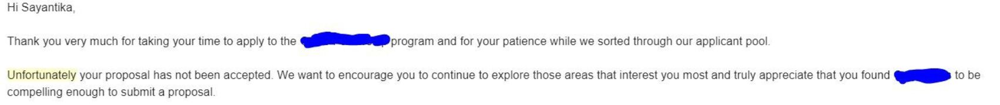 Hi Sayantika,
Thank you very much for taking your time to apply to the program and for your patience while we sorted through our applicant pool.
Unfortunately your proposal has not been accepted. We want to encourage you to continue to explore those areas that interest you most and truly appreciate that you found to be
compelling enough to submit a proposal.